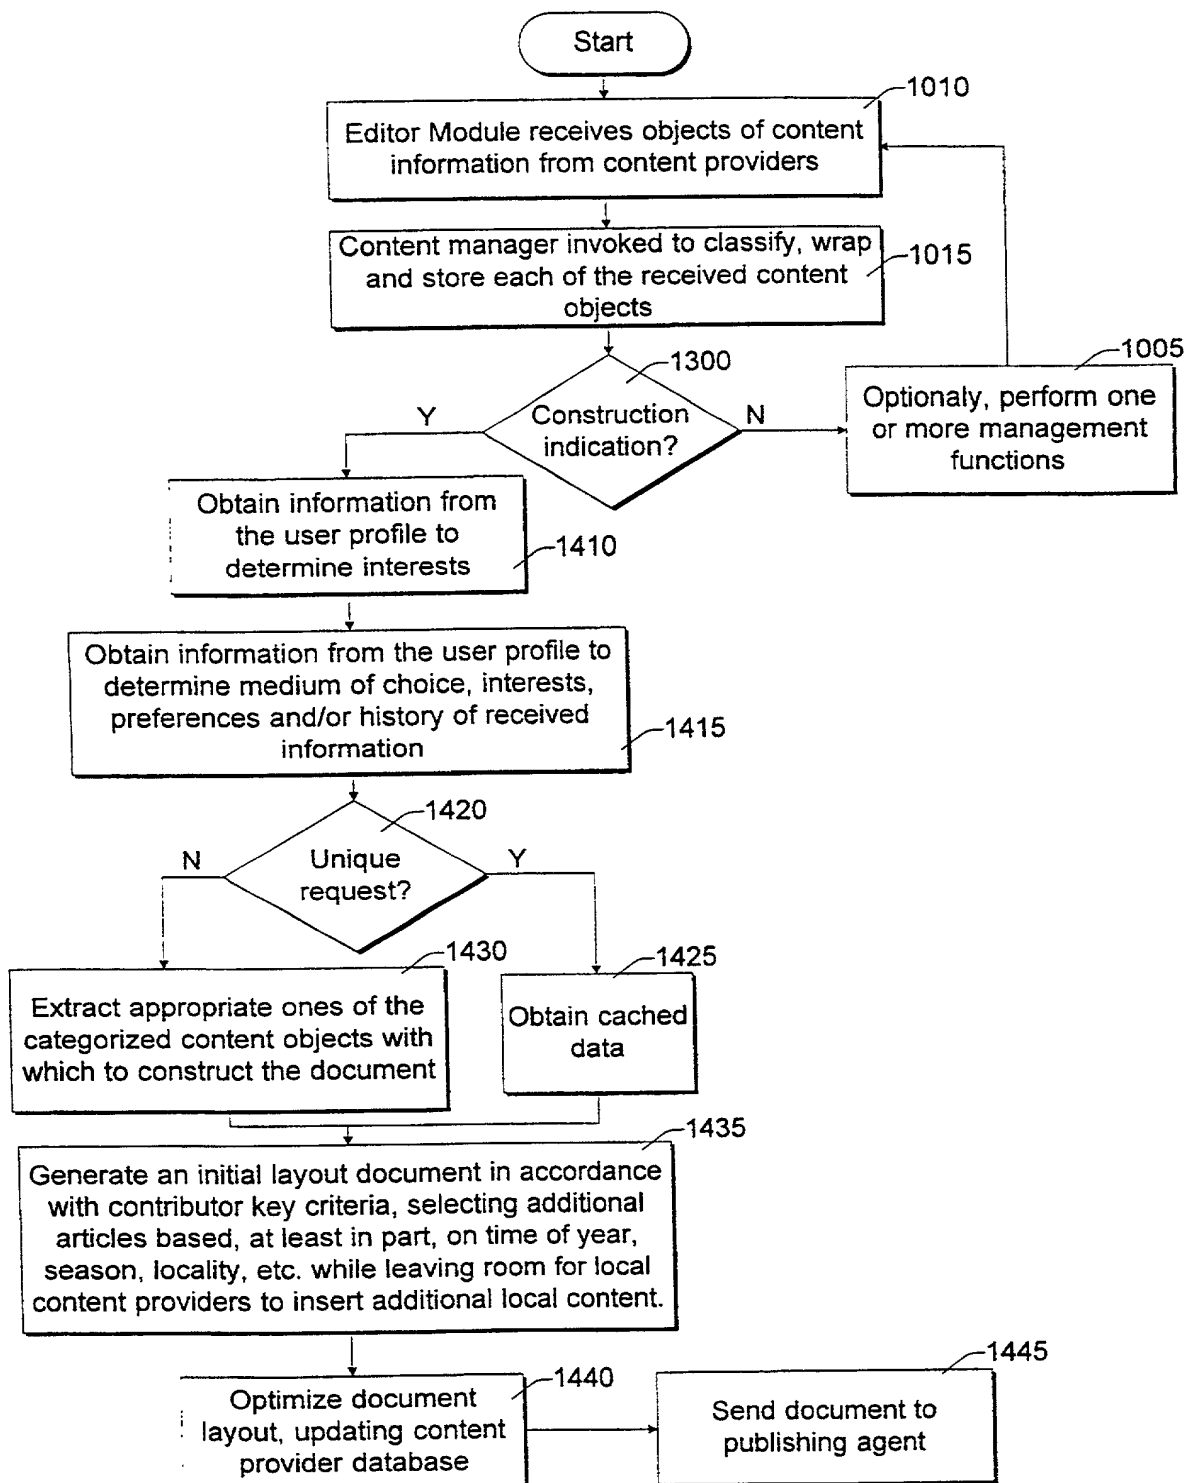 Start
1010
Editor Module receives objects of content
information from content providers
Content manager invoked to classify, wrap
and store each of the received content
objects
1015
1300
Construction
indication?
Y
N
1005
Optionaly, perform one
or more management
functions
Obtain information from
the user profile to
determine interests
1410
Obtain information from the user profile to
determine medium of choice, interests,
preferences and/or history of received
information
1415
1420
Unique
request?
N
Y
1430
Extract appropriate ones of the
categorized content objects with
which to construct the document
1425
Obtain cached
data
1435
Generate an initial layout document in accordance
with contributor key criteria, selecting additional
articles based, at least in part, on time of year,
season, locality, etc. while leaving room for local
content providers to insert additional local content.
1440
Optimize document
layout, updating content
provider database
1445
Send document to
publishing agent